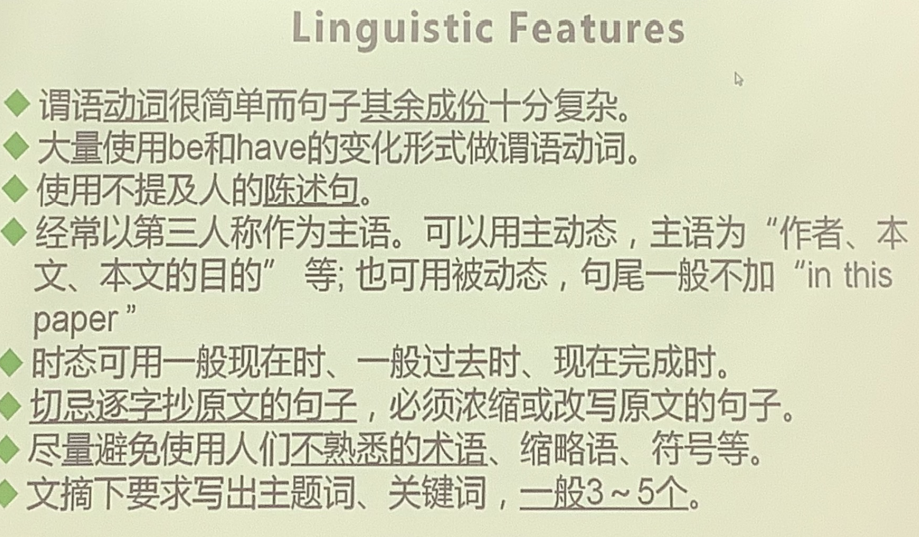 Linguistic Features
◆ 谓语动词很简单而句子其余成份十分复杂。
◆ 大量使用be和have的变化形式做谓语动词。
◆ 使用不提及人的陈述句。
◆ 经常以第三人称作为主语。可以用主动态，主语为“作者、本
文、本文的目的” 等; 也可用被动态，句尾一般不加“in this
paper ”
◆ 时态可用一般现在时、一般过去时、现在完成时。
◆ 切忌逐字抄原文的句子，必须浓缩或改写原文的句子。
◆ 尽量避免使用人们不熟悉的术语、缩略语、符号等。
◆ 文摘下要求写出主题词、关键词，一般3～5个。